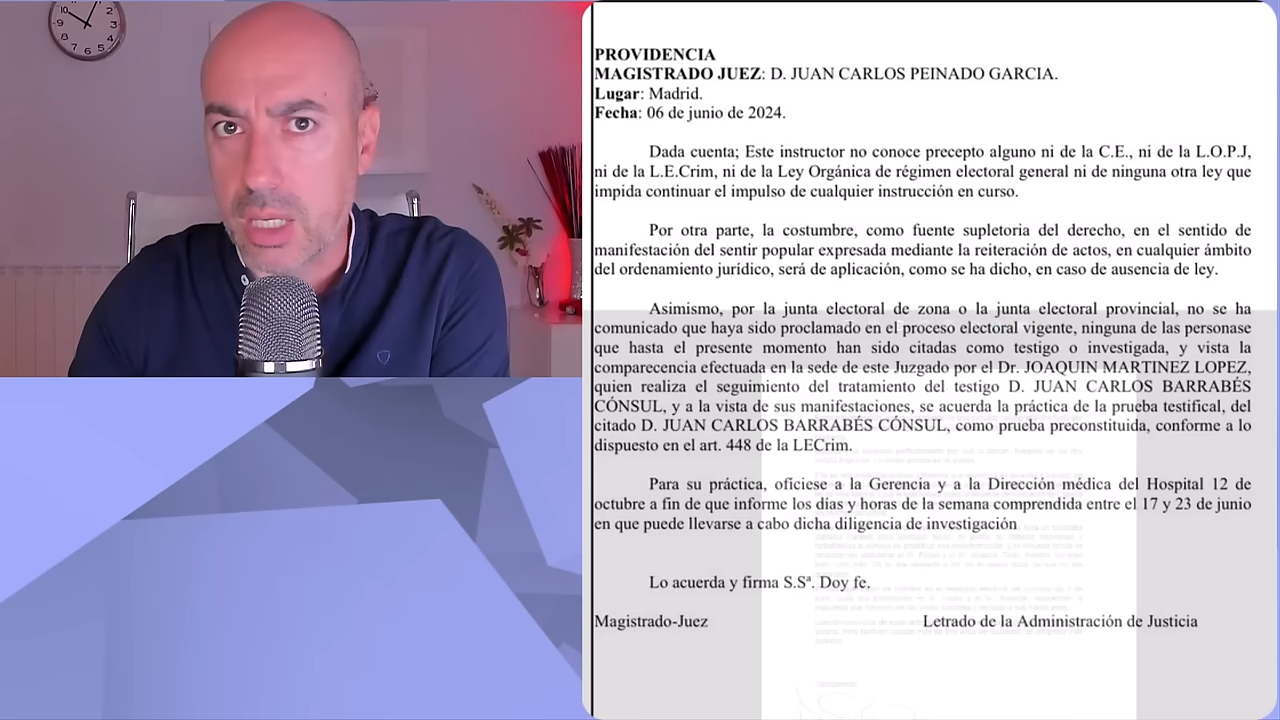 PROVIDENCIA
MAGISTRADO JUEZ: D. JUAN CARLOS PEINADO GARCIA.
Lugar: Madrid.
Fecha: 06 de junio de 2024.
Dada cuenta; Este instructor no conoce precepto alguno ni de la C.E., ni de la L.O.P.J,
ni de la L.E.Crim, ni de la Ley Orgánica de régimen electoral general ni de ninguna otra ley que
impida continuar el impulso de cualquier instrucción en curso.
Por otra parte, la costumbre, como fuente supletoria del derecho, en el sentido de
manifestación del sentir popular expresada mediante la reiteración de actos, en cualquier ámbito
del ordenamiento jurídico, será de aplicación, como se ha dicho, en caso de ausencia de ley.
Asimismo, por la junta electoral de zona o la junta electoral provincial, no se ha
comunicado que haya sido proclamado en el proceso electoral vigente, ninguna de las personase
que hasta el presente momento han sido citadas como testigo o investigada, y vista la
comparecencia efectuada en la sede de este Juzgado por el Dr. JOAQUIN MARTINEZ LOPEZ,
quien realiza el seguimiento del tratamiento del testigo D. JUAN CARLOS BARRABÉS
CÓNSUL, y a la vista de sus manifestaciones, se acuerda la práctica de la prueba testifical, del
citado D. JUAN CARLOS BARRABÉS CÓNSUL, como prueba preconstituida, conforme a lo
dispuesto en el art. 448 de la LECrim.
Para su práctica, ofíciese a la Gerencia y a la Dirección médica del Hospital 12 de
octubre a fin de que informe los días y horas de la semana comprendida entre el 17 y 23 de junio
en que puede llevarse a cabo dicha diligencia de investigación
Lo acuerda y firma S.Sª. Doy fe.
Magistrado-Juez Letrado de la Administración de Justicia